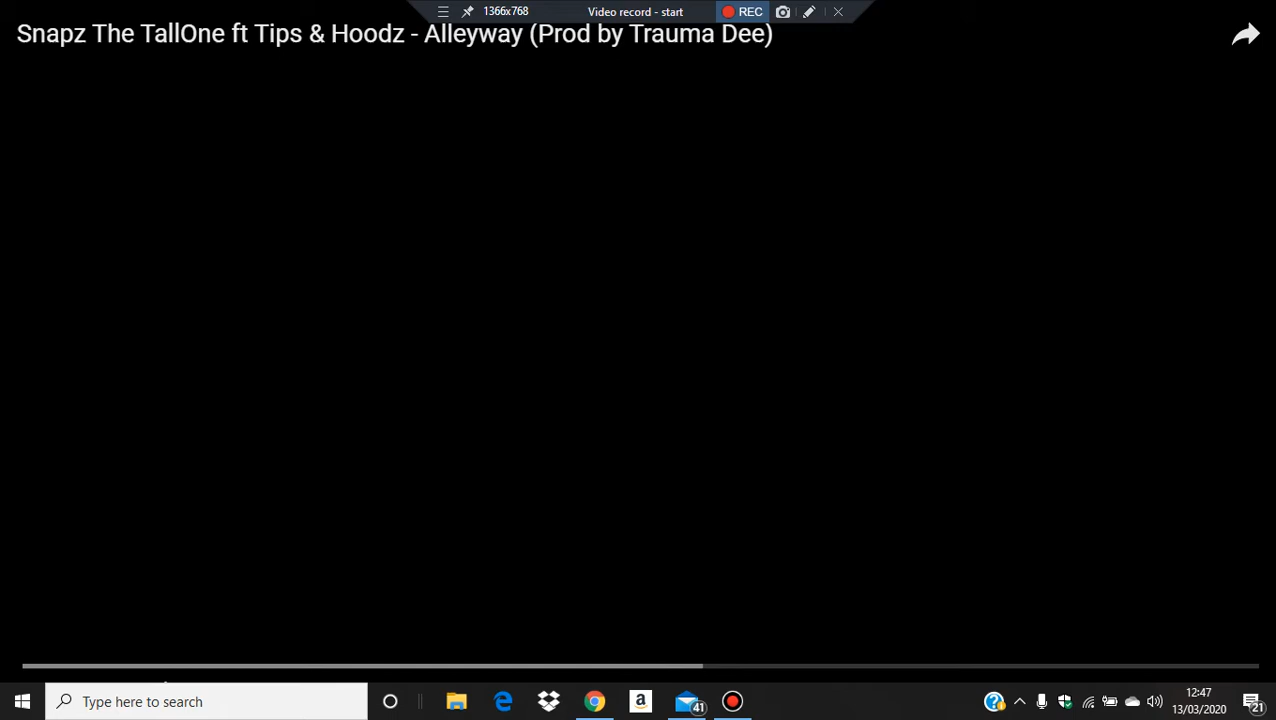 1366x768 Video record - start REC
Snapz The TallOne ft Tips & Hoodz - Alleyway (Prod by Trauma Dee)
Type here to search
a
41
12:47
13/03/2020
21